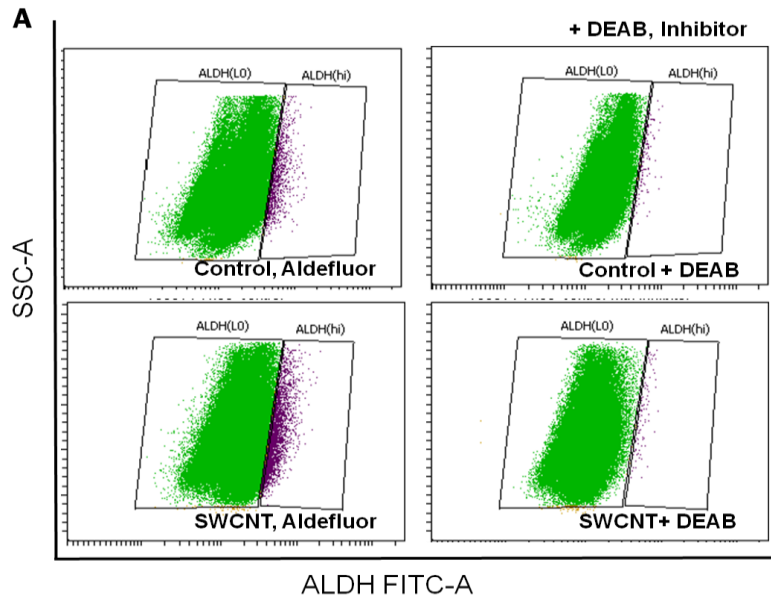 A
+ DEAB, Inhibitor
ALDH(L0)
ALDH(hi)
Control, Aldefluor
ALDH(L0)
ALDH(hi)
Control + DEAB
ALDH(L0)
ALDH(hi)
SWCNT, Aldefluor
ALDH(L0)
ALDH(hi)
SWCNT+ DEAB
SSC-A
ALDH FITC-A